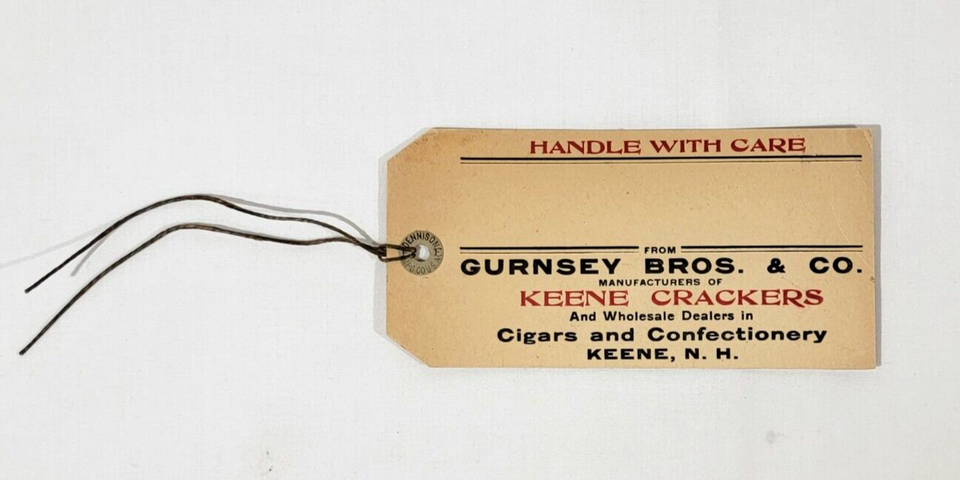 HANDLE WITH CARE
FROM
GURNSEY BROS. & CO.
MANUFACTURERS OF
KEENE CRACKERS
And Wholesale Dealers in
Cigars and Confectionery
KEENE, N. H.
DENNISON